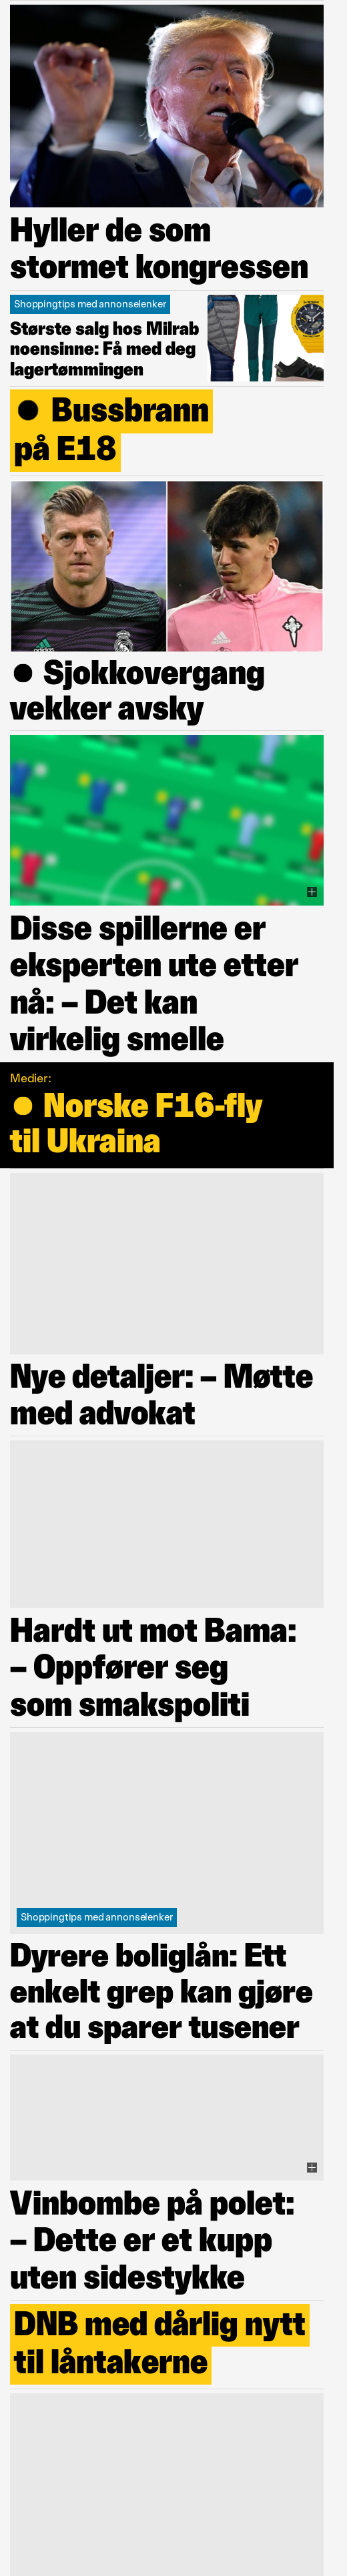 Hyller de som
stormet kongressen
Shoppingtips med annonselenker
Største salg hos Milrab
noensinne: Få med deg
lagertømmingen
● Bussbrann
på E18
● Sjokkovergang
vekker avsky
Disse spillerne er
eksperten ute etter
nå: – Det kan
virkelig smelle
Medier:
● Norske F16-fly
til Ukraina
Nye detaljer: – Møtte
med advokat
Hardt ut mot Bama:
– Oppfører seg
som smakspoliti
Shoppingtips med annonselenker
Dyrere boliglån: Ett
enkelt grep kan gjøre
at du sparer tusener
Vinbombe på polet:
– Dette er et kupp
uten sidestykke
DNB med dårlig nytt
til låntakerne